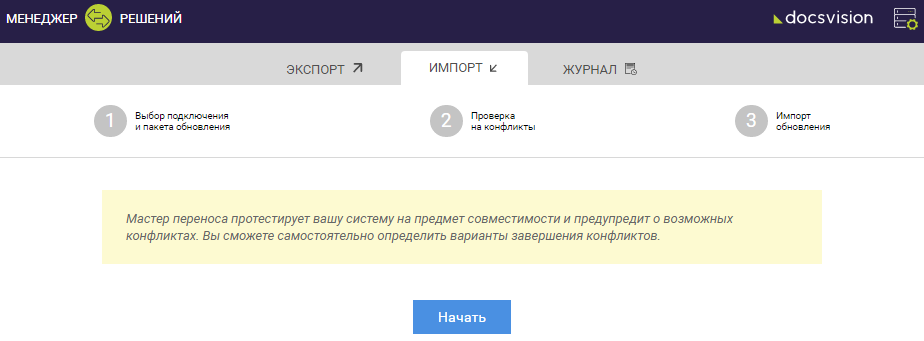 МЕНЕДЖЕР РЕШЕНИЙ
docsvision
ЭКСПОРТ
ИМПОРТ
ЖУРНАЛ
1
Выбор подключения
и пакета обновления
2
Проверка
на конфликты
3
Импорт
обновления
Мастер переноса протестирует вашу систему на предмет совместимости и предупредит о возможных
конфликтах. Вы сможете самостоятельно определить варианты завершения конфликтов.
Начать